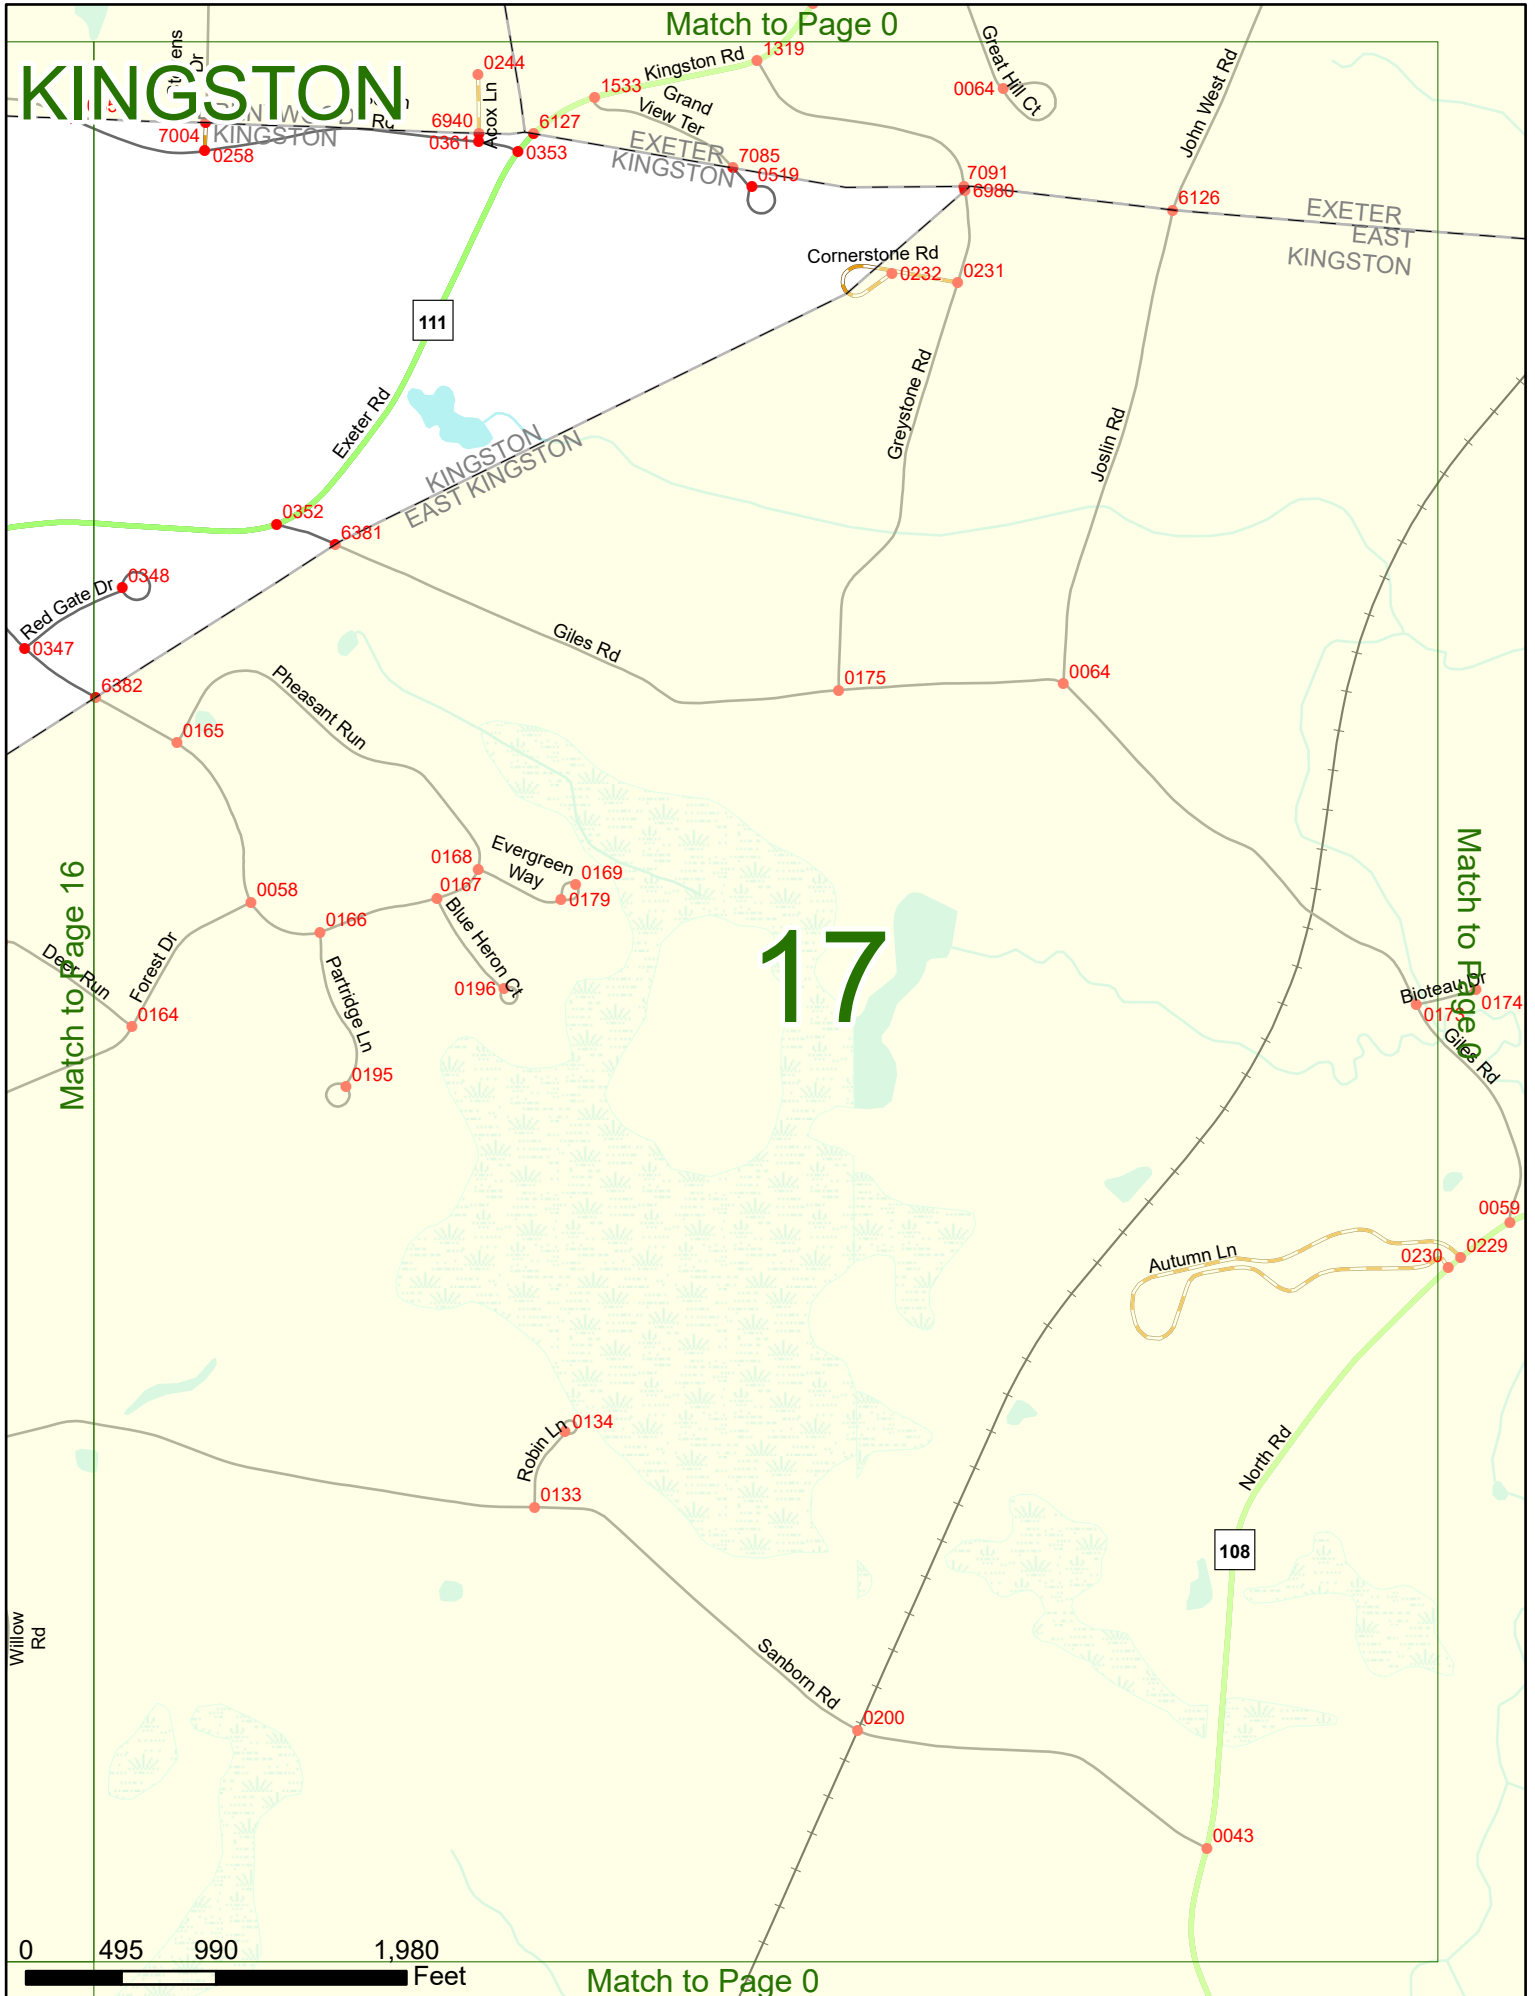 Match to Page 0
KINGSTON
0244
1533
Kingston Rd
1319
Great Hill Ct
0064
John West Rd
Grand
View Ter
Rd
6940
Acox Ln
6127
7004
KINGSTON
0258
0361
0353
EXETER
KINGSTON
7085
0519
7091
6980
6126
EXETER
EAST
KINGSTON
Cornerstone Rd
0232
0231
111
Exeter Rd
Greystone Rd
Joslin Rd
KINGSTON
EAST KINGSTON
0352
6381
0348
Red Gate Dr
0347
Giles Rd
6382
0175
0064
Pheasant Run
0165
0168
Evergreen
Way
0169
0179
0167
0058
0166
Blue Heron Ct
Match to Page 16
Match to Page 0
Deer Run
Forest Dr
Partridge Ln
0196
17
0164
Bioteau Dr
0174
0173
Giles Rd
0195
0059
Autumn Ln
0230
0229
Robin Ln
0134
0133
North Rd
108
Willow
Rd
Sanborn Rd
0200
0043
0 495 990 1,980
Feet
Match to Page 0